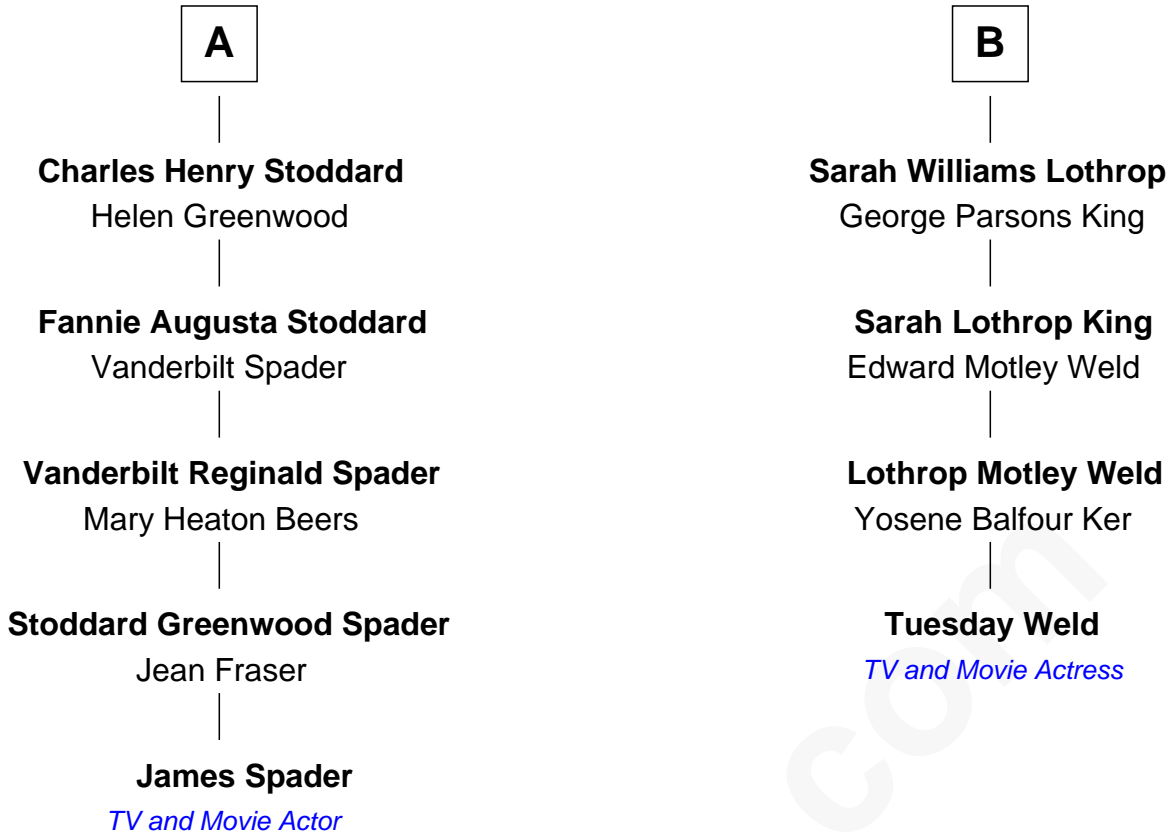 A
B
Charles Henry Stoddard
Helen Greenwood
Sarah Williams Lothrop
George Parsons King
Fannie Augusta Stoddard
Vanderbilt Spader
Sarah Lothrop King
Edward Motley Weld
Vanderbilt Reginald Spader
Mary Heaton Beers
Lothrop Motley Weld
Yosene Balfour Ker
Stoddard Greenwood Spader
Jean Fraser
Tuesday Weld
TV and Movie Actress
James Spader
TV and Movie Actor
com